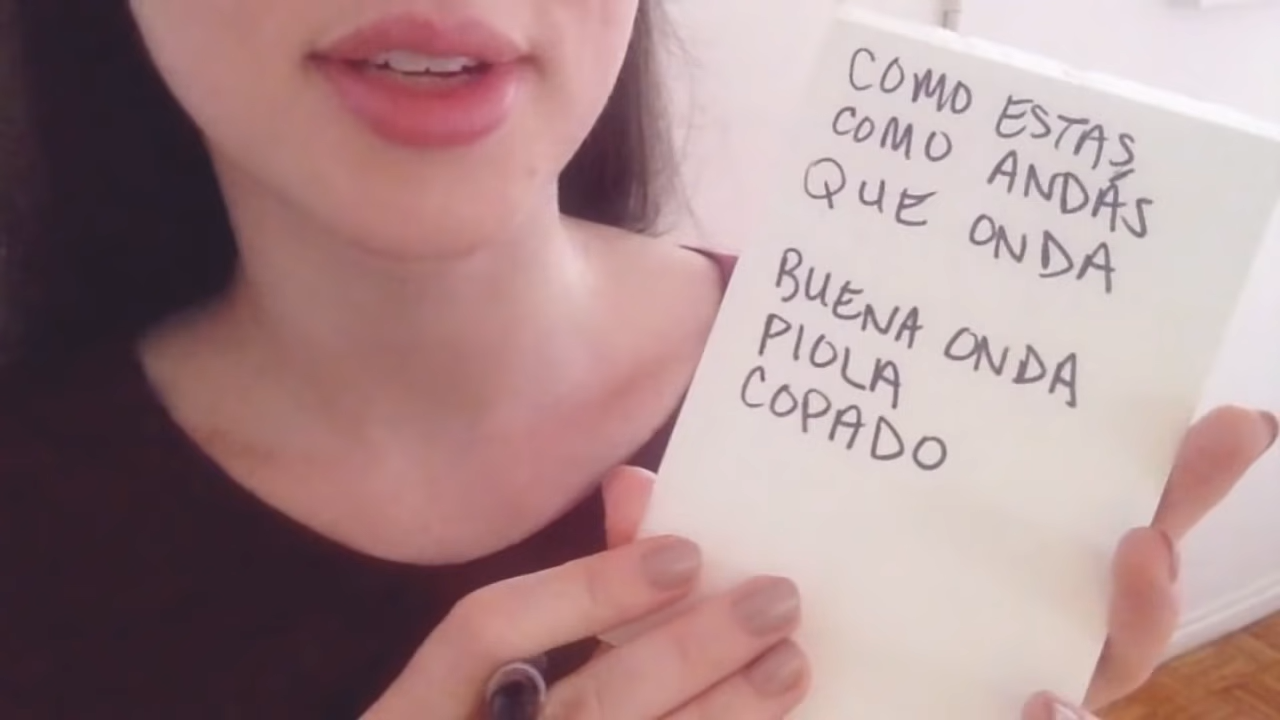 COMO ESTAS
COMO ANDÁS
QUE ONDA
BUENA ONDA
PIOLA
COPADO